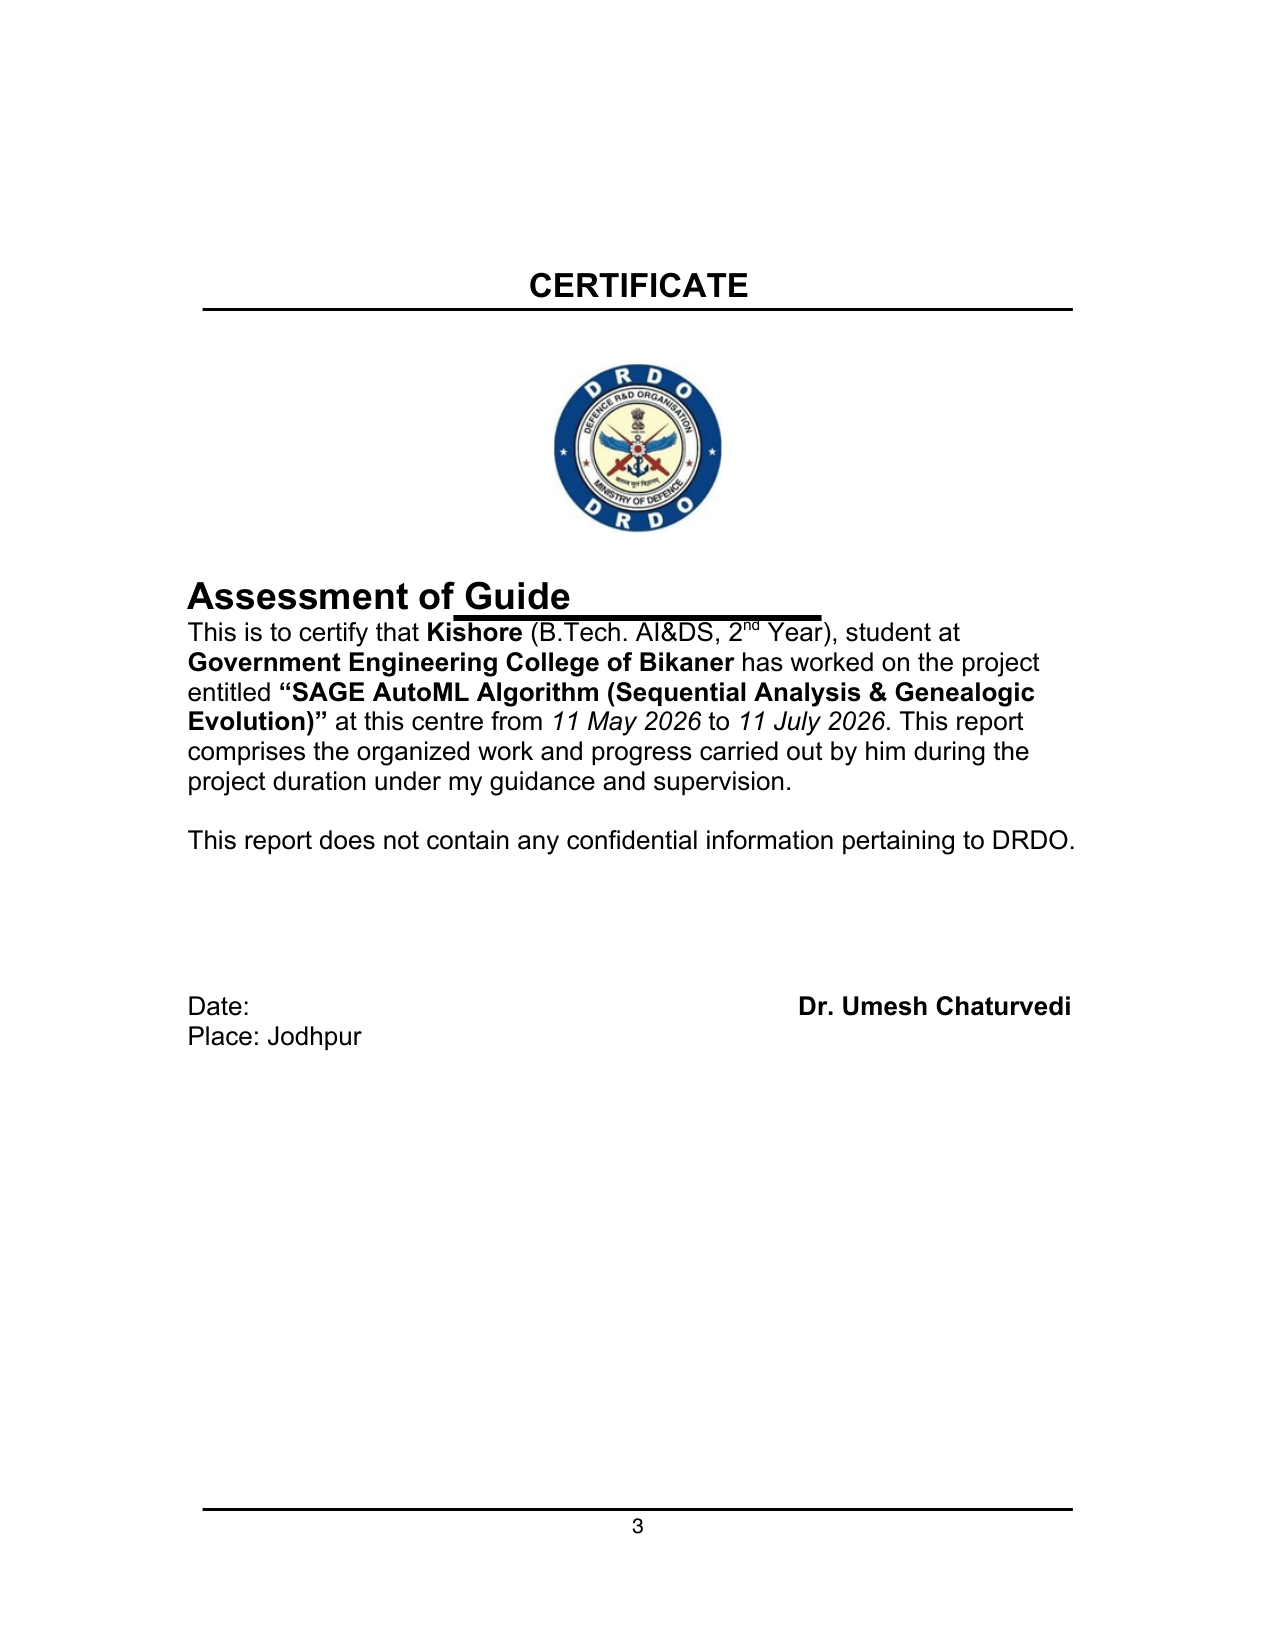 CERTIFICATE
DRDO
DEFENCE R&D ORGANISATION
MINISTRY OF DEFENCE
DRDO
Assessment of Guide
This is to certify that Kishore (B.Tech. AI&DS, 2nd Year), student at
Government Engineering College of Bikaner has worked on the project
entitled “SAGE AutoML Algorithm (Sequential Analysis & Genealogic
Evolution)” at this centre from 11 May 2026 to 11 July 2026. This report
comprises the organized work and progress carried out by him during the
project duration under my guidance and supervision.
This report does not contain any confidential information pertaining to DRDO.
Date:
Dr. Umesh Chaturvedi
Place: Jodhpur
3